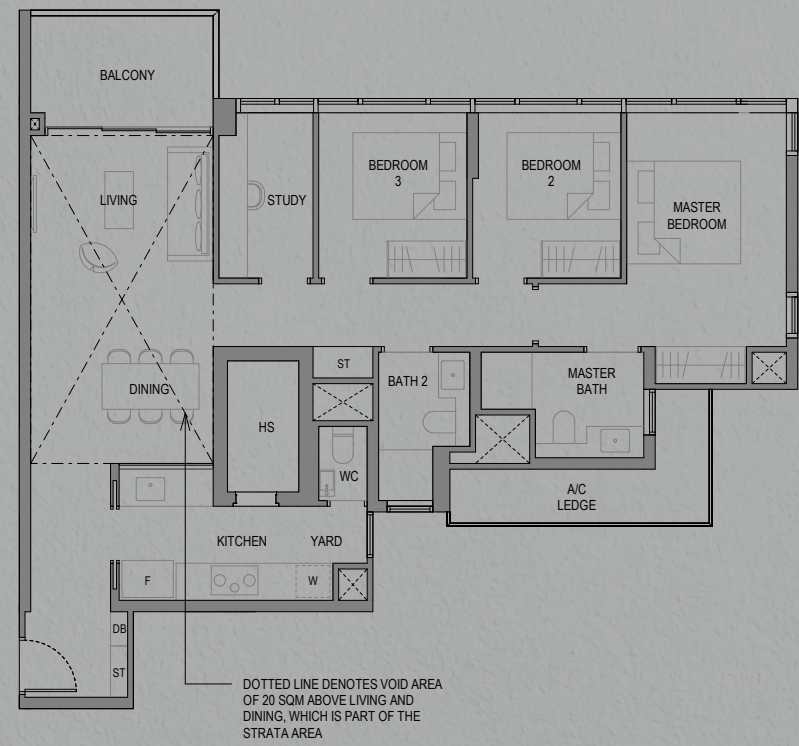 BALCONY
LIVING
STUDY
BEDROOM
3
BEDROOM
2
MASTER
BEDROOM
DINING
HS
ST
BATH 2
MASTER
BATH
WC
A/C
LEDGE
KITCHEN
YARD
F
W
DB
ST
DOTTED LINE DENOTES VOID AREA
OF 20 SQM ABOVE LIVING AND
DINING, WHICH IS PART OF THE
STRATA AREA